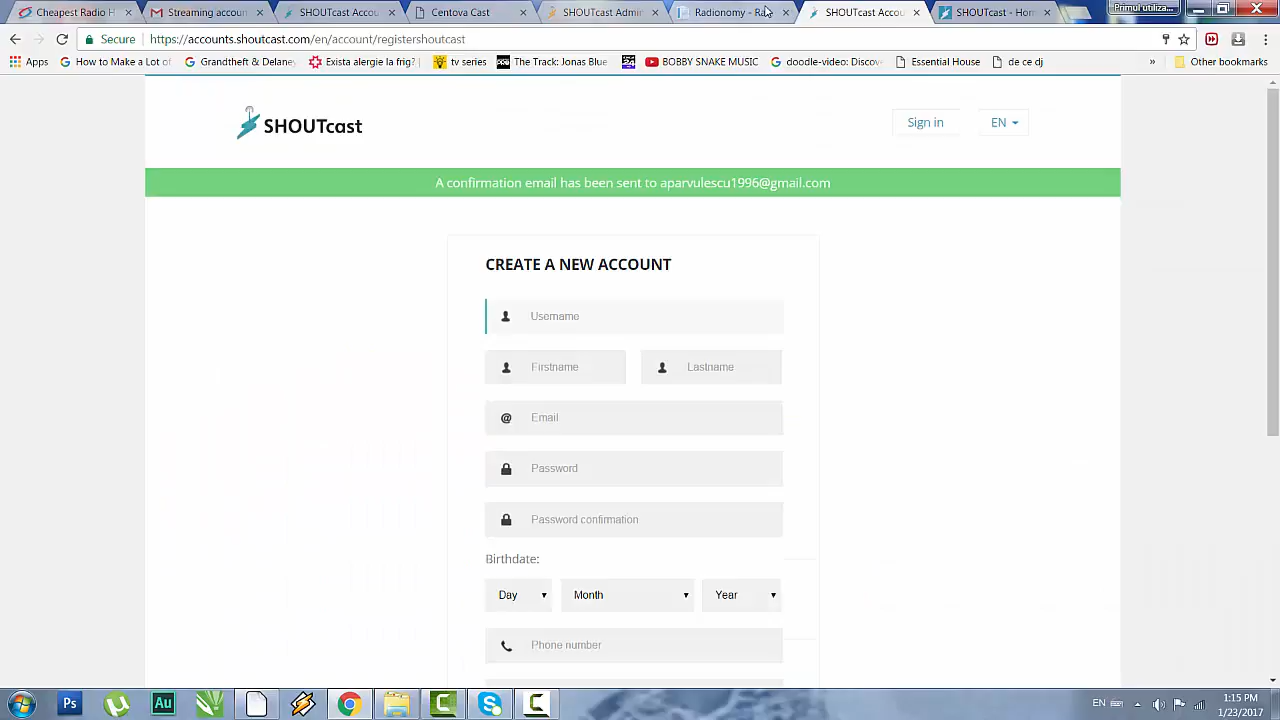 Cheapest Radio H
Streaming accoun
SHOUTcast Accou
Centova Cast
SHOUTcast Admin
Radionomy - R
SHOUTcast Accou
SHOUTcast - Hom
Primul utiliz...
Secure
https://accounts.shoutcast.com/en/account/registershoutcast
Apps
How to Make a Lot of
Grandtheft & Delaney
Exista alergie la frig?
tv series
The Track: Jonas Blue
BOBBY SNAKE MUSIC
doodle-video: Discov
Essential House
de ce dj
»
Other bookmarks
SHOUTcast
Sign in
EN
A confirmation email has been sent to aparvulescu1996@gmail.com
CREATE A NEW ACCOUNT
Username
Firstname
Lastname
@
Email
Password
Password confirmation
Birthdate:
Day
Month
Year
Phone number
Ps
Au
EN
1:15 PM
1/23/2017